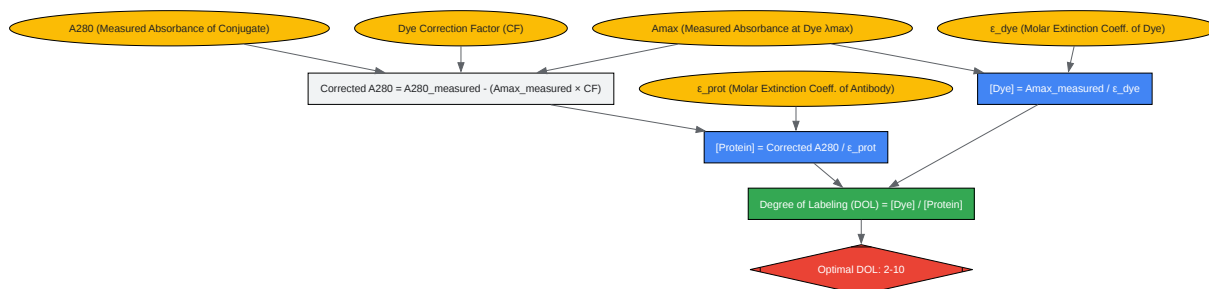 A280 (Measured Absorbance of Conjugate)
Dye Correction Factor (CF)
Amax (Measured Absorbance at Dye λmax)
ε_dye (Molar Extinction Coeff. of Dye)
Corrected A280 = A280_measured - (Amax_measured × CF)
ε_prot (Molar Extinction Coeff. of Antibody)
[Dye] = Amax_measured / ε_dye
[Protein] = Corrected A280 / ε_prot
Degree of Labeling (DOL) = [Dye] / [Protein]
Optimal DOL: 2-10